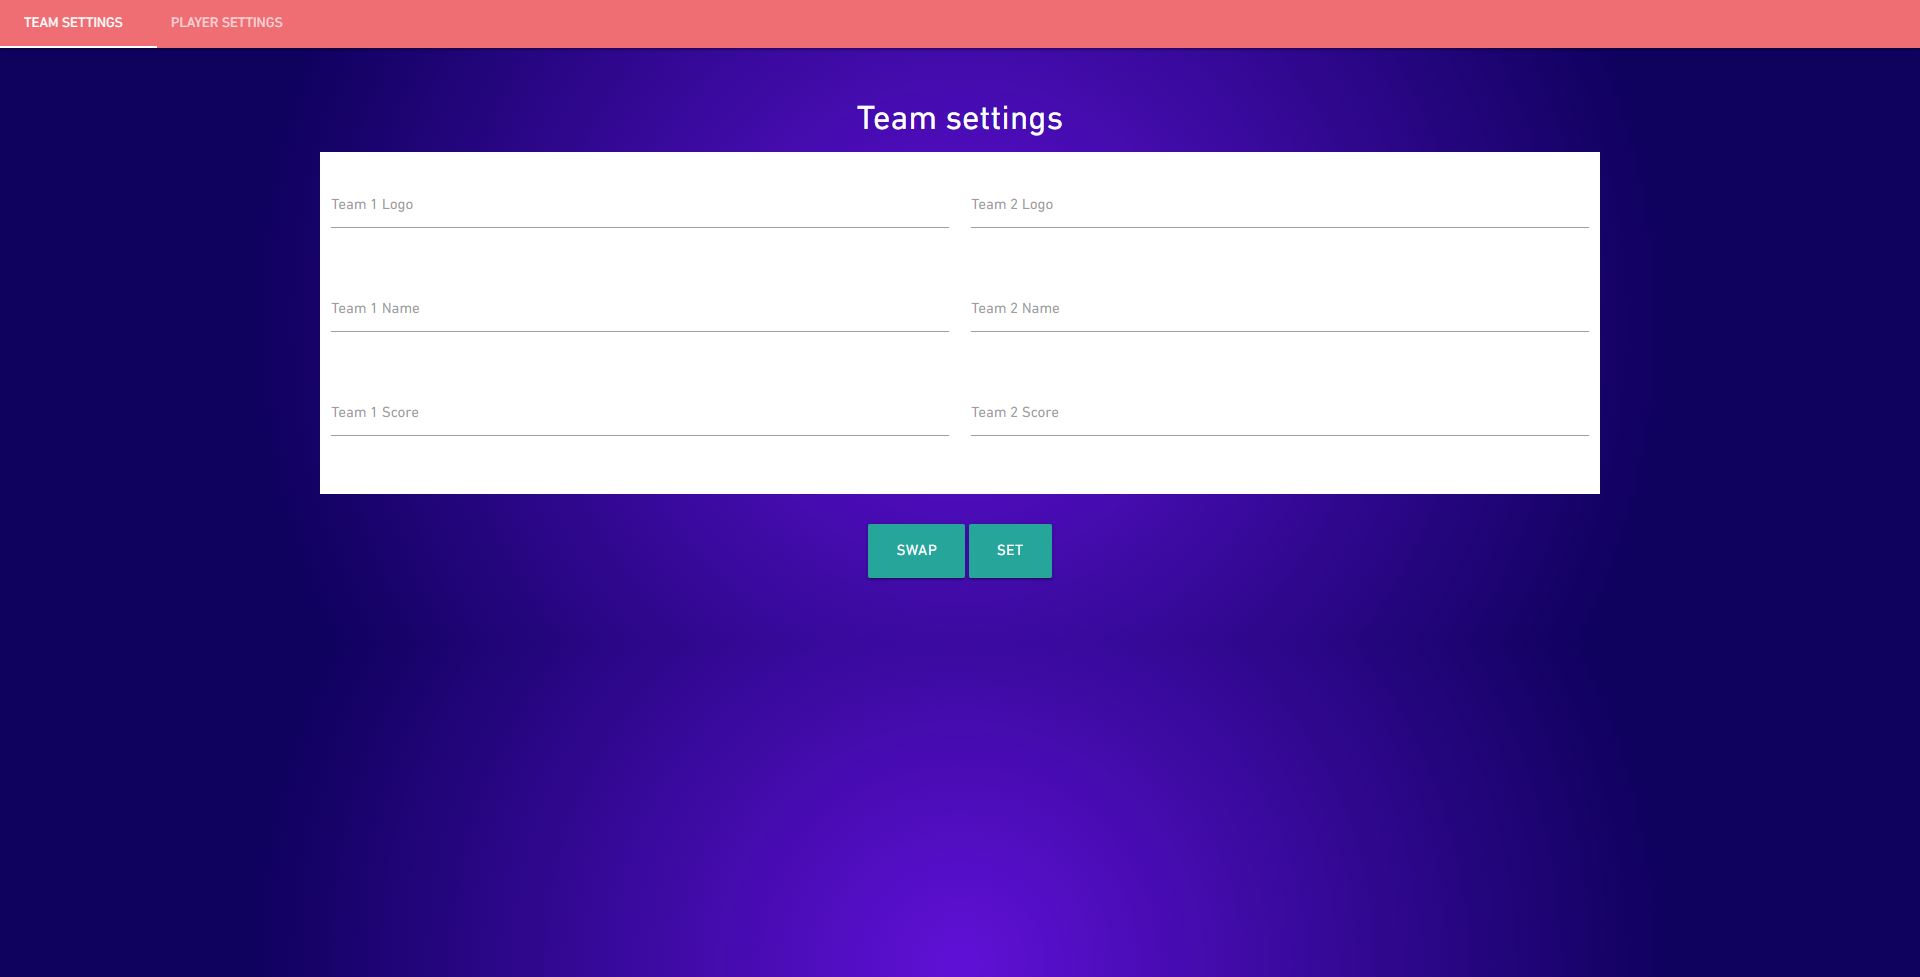 TEAM SETTINGS PLAYER SETTINGS
Team settings
Team 1 Logo Team 2 Logo
Team 1 Name Team 2 Name
Team 1 Score Team 2 Score
SWAP SET